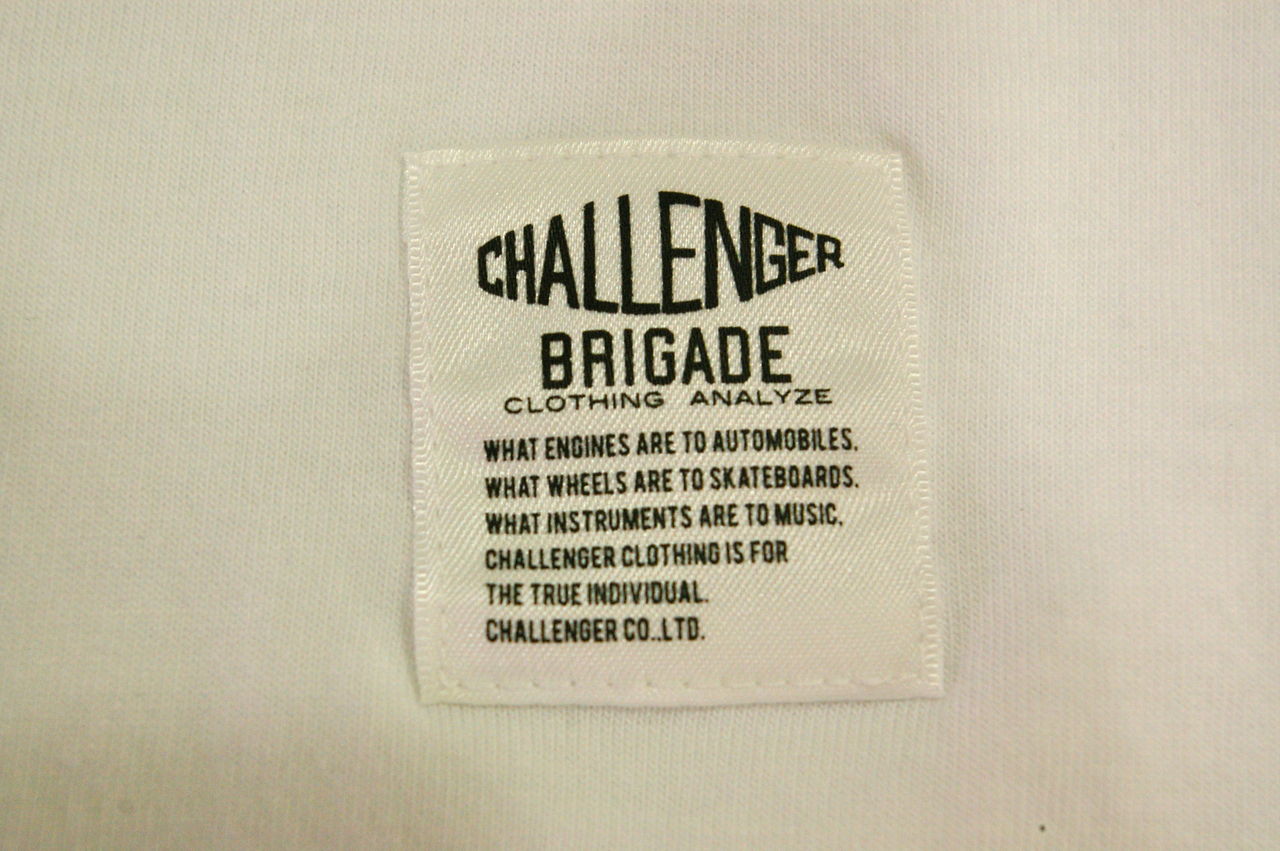 CHALLENGER
BRIGADE
CLOTHING ANALYZE
WHAT ENGINES ARE TO AUTOMOBILES.
WHAT WHEELS ARE TO SKATEBOARDS.
WHAT INSTRUMENTS ARE TO MUSIC,
CHALLENGER CLOTHING IS FOR
THE TRUE INDIVIDUAL.
CHALLENGER CO.,LTD.